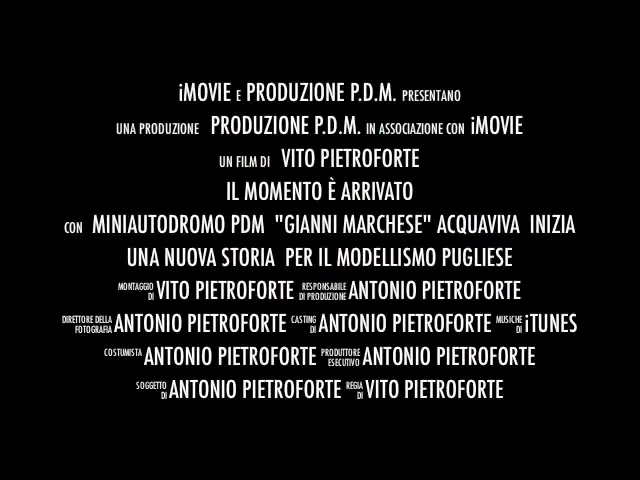 iMOVIE E PRODUZIONE P.D.M. PRESENTANO
UNA PRODUZIONE PRODUZIONE P.D.M. IN ASSOCIAZIONE CON iMOVIE
UN FILM DI VITO PIETROFORTE
IL MOMENTO È ARRIVATO
CON MINIAUTODROMO PDM "GIANNI MARCHESE" ACQUAVIVA INIZIA
UNA NUOVA STORIA PER IL MODELLISMO PUGLIESE
MONTAGGIO DI VITO PIETROFORTE RESPONSABILE DI PRODUZIONE ANTONIO PIETROFORTE
DIRETTORE DELLA FOTOGRAFIA ANTONIO PIETROFORTE CASTING DI ANTONIO PIETROFORTE MUSICHE DI iTUNES
COSTUMISTA ANTONIO PIETROFORTE PRODUTTORE ESECUTIVO ANTONIO PIETROFORTE
SOGGETTO DI ANTONIO PIETROFORTE REGIA DI VITO PIETROFORTE